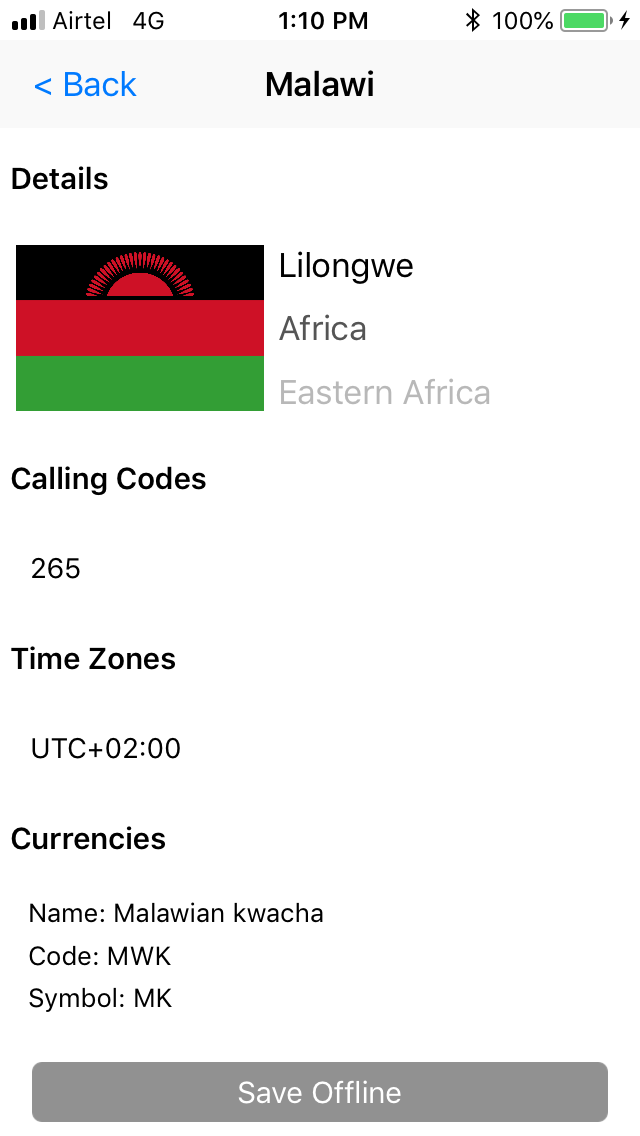 Airtel 4G 1:10 PM 100%
< Back Malawi
Details
Lilongwe
Africa
Eastern Africa
Calling Codes
265
Time Zones
UTC+02:00
Currencies
Name: Malawian kwacha
Code: MWK
Symbol: MK
Save Offline